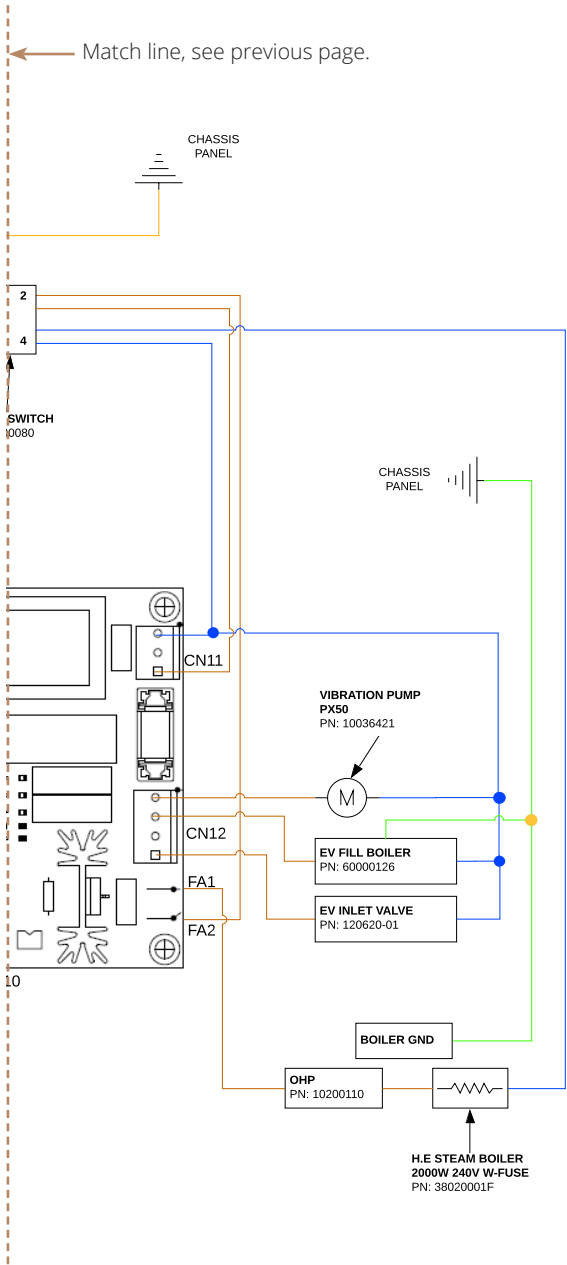 Match line, see previous page.
CHASSIS
PANEL
2
4
SWITCH
0080
CHASSIS
PANEL
CN11
VIBRATION PUMP
PX50
PN: 10036421
M
CN12
EV FILL BOILER
PN: 60000126
FA1
EV INLET VALVE
PN: 120620-01
FA2
10
BOILER GND
OHP
PN: 10200110
H.E STEAM BOILER
2000W 240V W-FUSE
PN: 38020001F